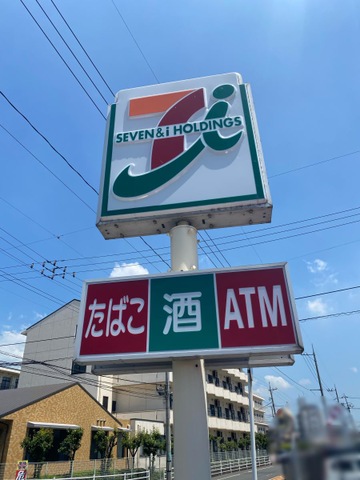 SEVEN & i HOLDINGS
たばこ 酒 ATM